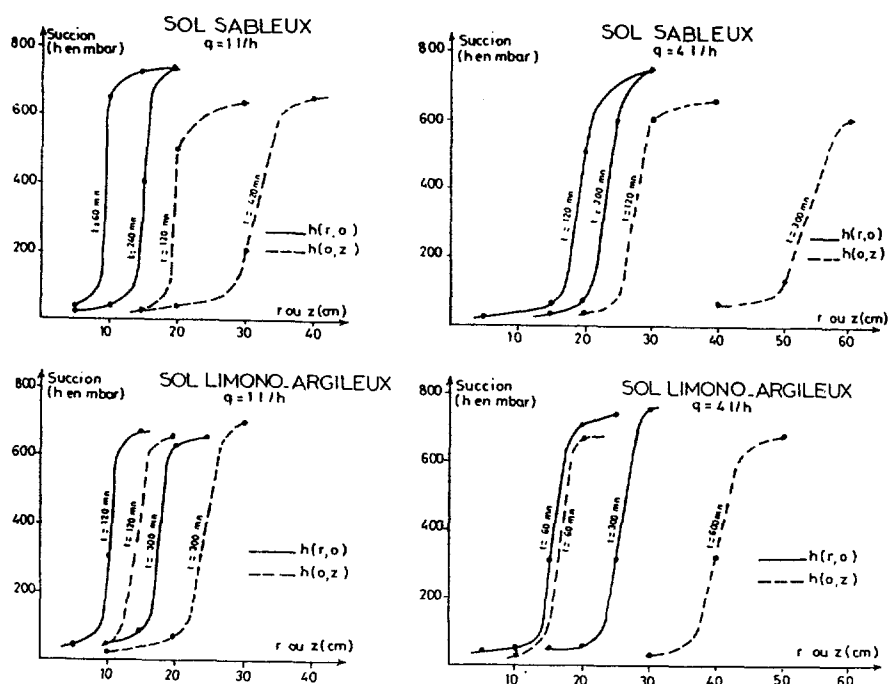 SOL SABLEUX
q = 1 l/h
Succion
(h en mbar)
800
600
400
200
t=60 mn
t=240 mn
t=120 mn
t=420 mn
h(r,o)
h(o,z)
10
20
30
40
r ou z(cm)
SOL SABLEUX
q = 4 l/h
Succion
(h en mbar)
800
600
400
200
t=120 mn
t=300 mn
t=120 mn
t=300 mn
h(r,o)
h(o,z)
10
20
30
40
50
60
r ou z(cm)
SOL LIMONO_ARGILEUX
q = 1 l/h
Succion
(h en mbar)
800
600
400
200
t=120 mn
t=120 mn
t=300 mn
t=300 mn
h(r,o)
h(o,z)
10
20
30
40
r ou z(cm)
SOL LIMONO_ARGILEUX
q = 4 l/h
Succion
(h en mbar)
800
600
400
200
t=60 mn
t=60 mn
t=300 mn
t=600 mn
h(r,o)
h(o,z)
10
20
30
40
50
60
r ou z(cm)